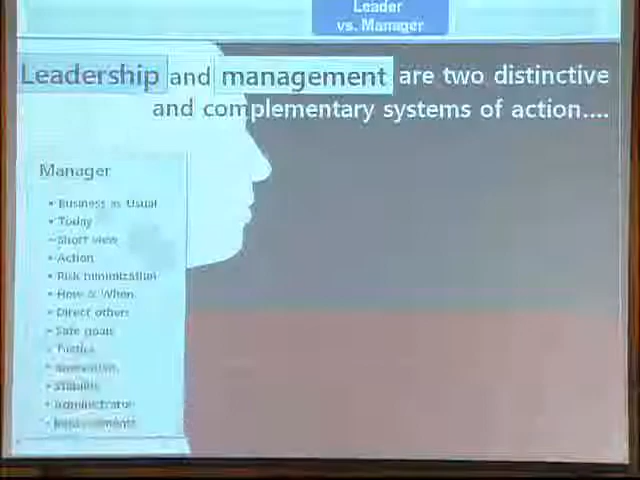 Leader
vs. Manager
Leadership and management are two distinctive
and complementary systems of action....
Manager
• Business as Usual
• Today
• Short view
• Action
• Risk minimization
• How & When
• Direct others
• Safe goals
• Tactics
• Stability
• Administrator